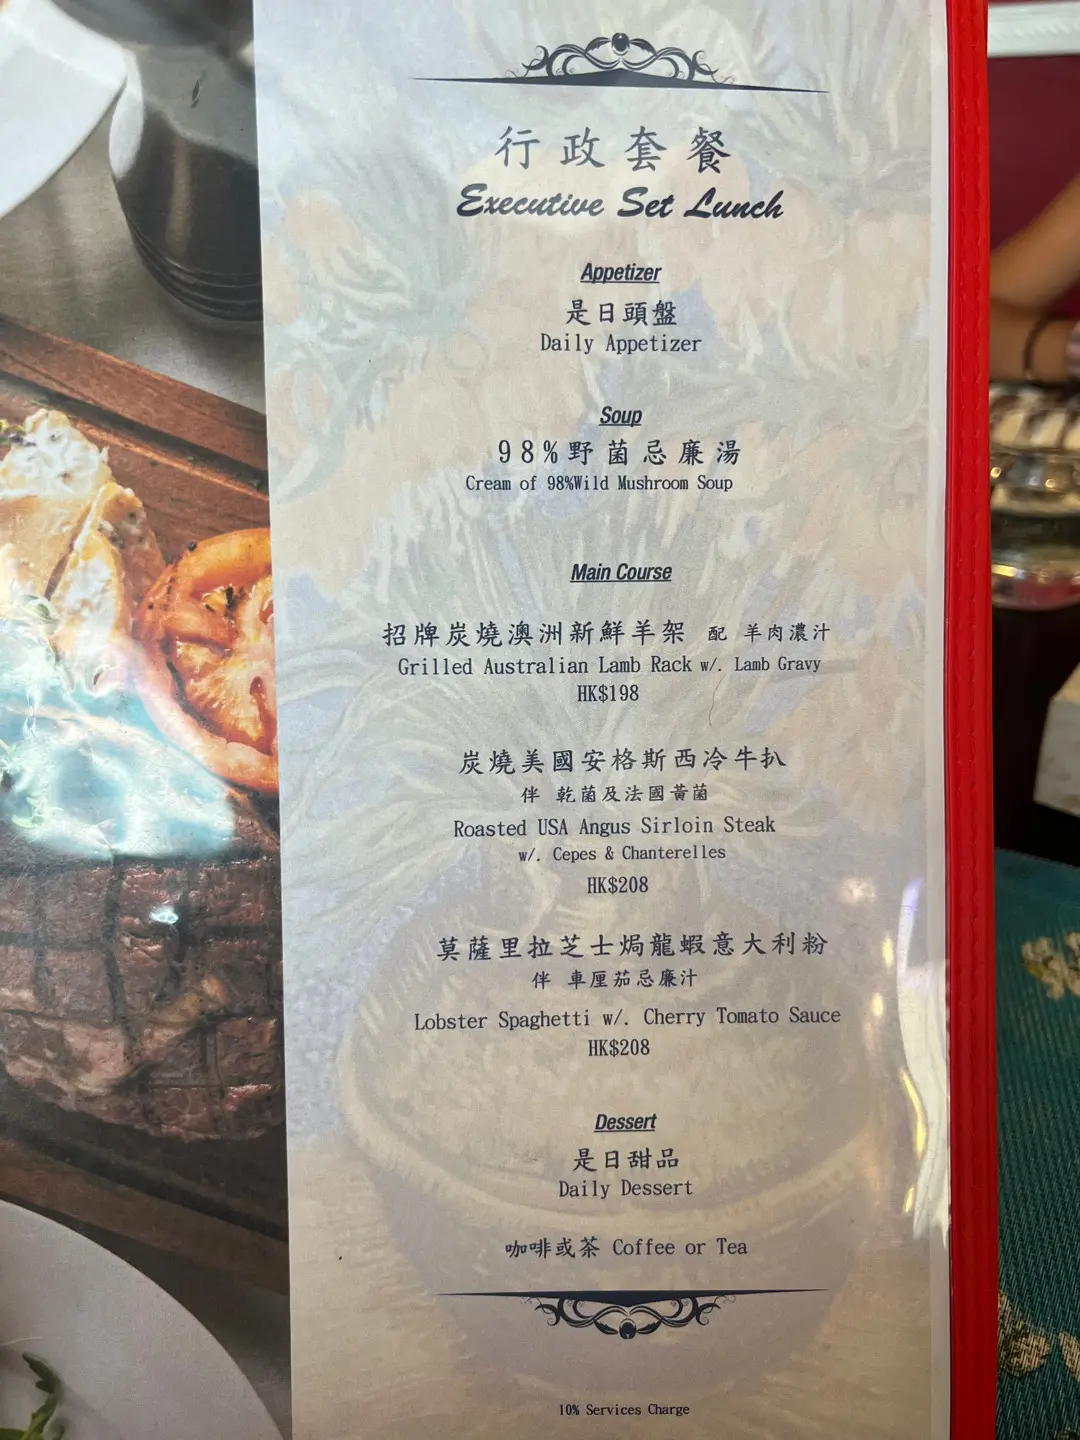 行政套餐
Executive Set Lunch
Appetizer
是日頭盤
Daily Appetizer
Soup
98%野菌忌廉湯
Cream of 98%Wild Mushroom Soup
Main Course
招牌炭燒澳洲新鮮羊架 配 羊肉濃汁
Grilled Australian Lamb Rack w/. Lamb Gravy
HK$198
炭燒美國安格斯西冷牛扒
伴 乾菌及法國黃菌
Roasted USA Angus Sirloin Steak
w/. Cepes & Chanterelles
HK$208
莫薩里拉芝士焗龍蝦意大利粉
伴 車厘茄忌廉汁
Lobster Spaghetti w/. Cherry Tomato Sauce
HK$208
Dessert
是日甜品
Daily Dessert
咖啡或茶 Coffee or Tea
10% Services Charge